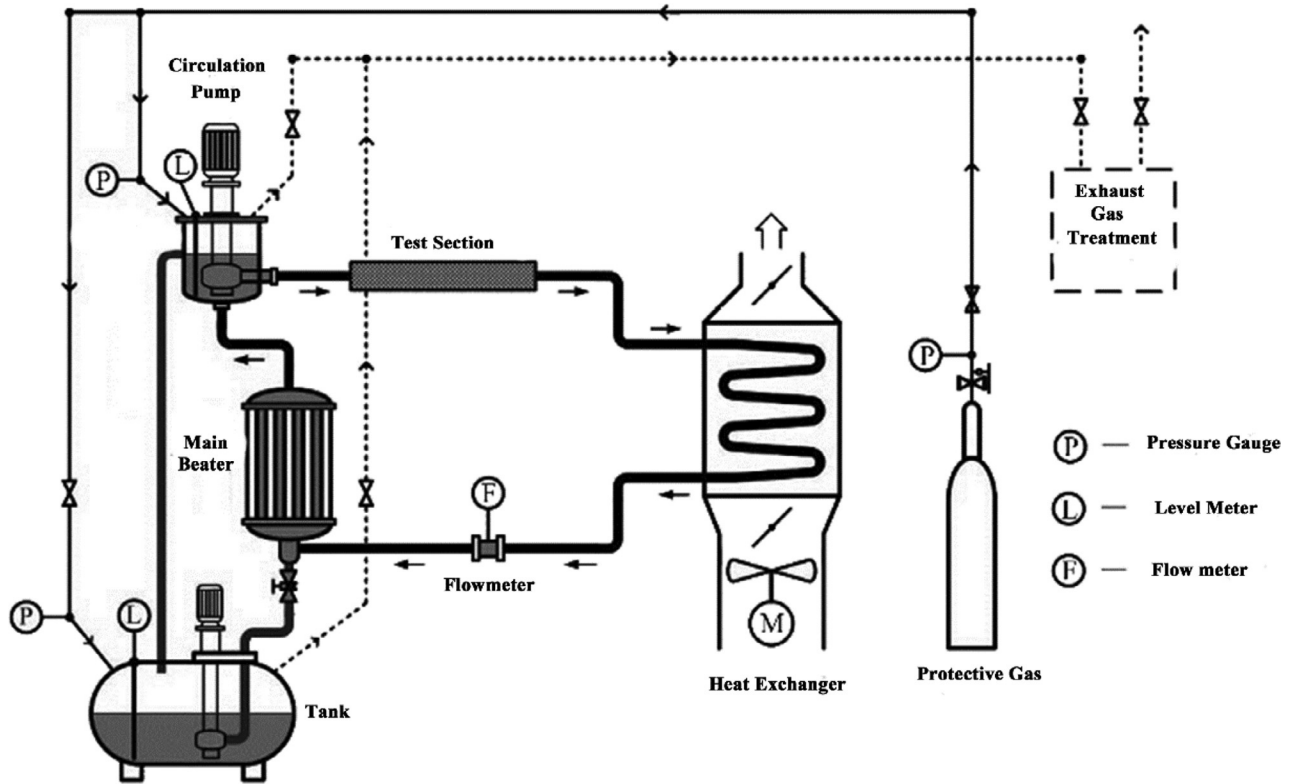 Circulation
Pump
P
L
Test Section
Exhaust
Gas
Treatment
P
Main
Beater
F
Flowmeter
P
L
Tank
M
Heat Exchanger
Protective Gas
P — Pressure Gauge
L — Level Meter
F — Flow meter